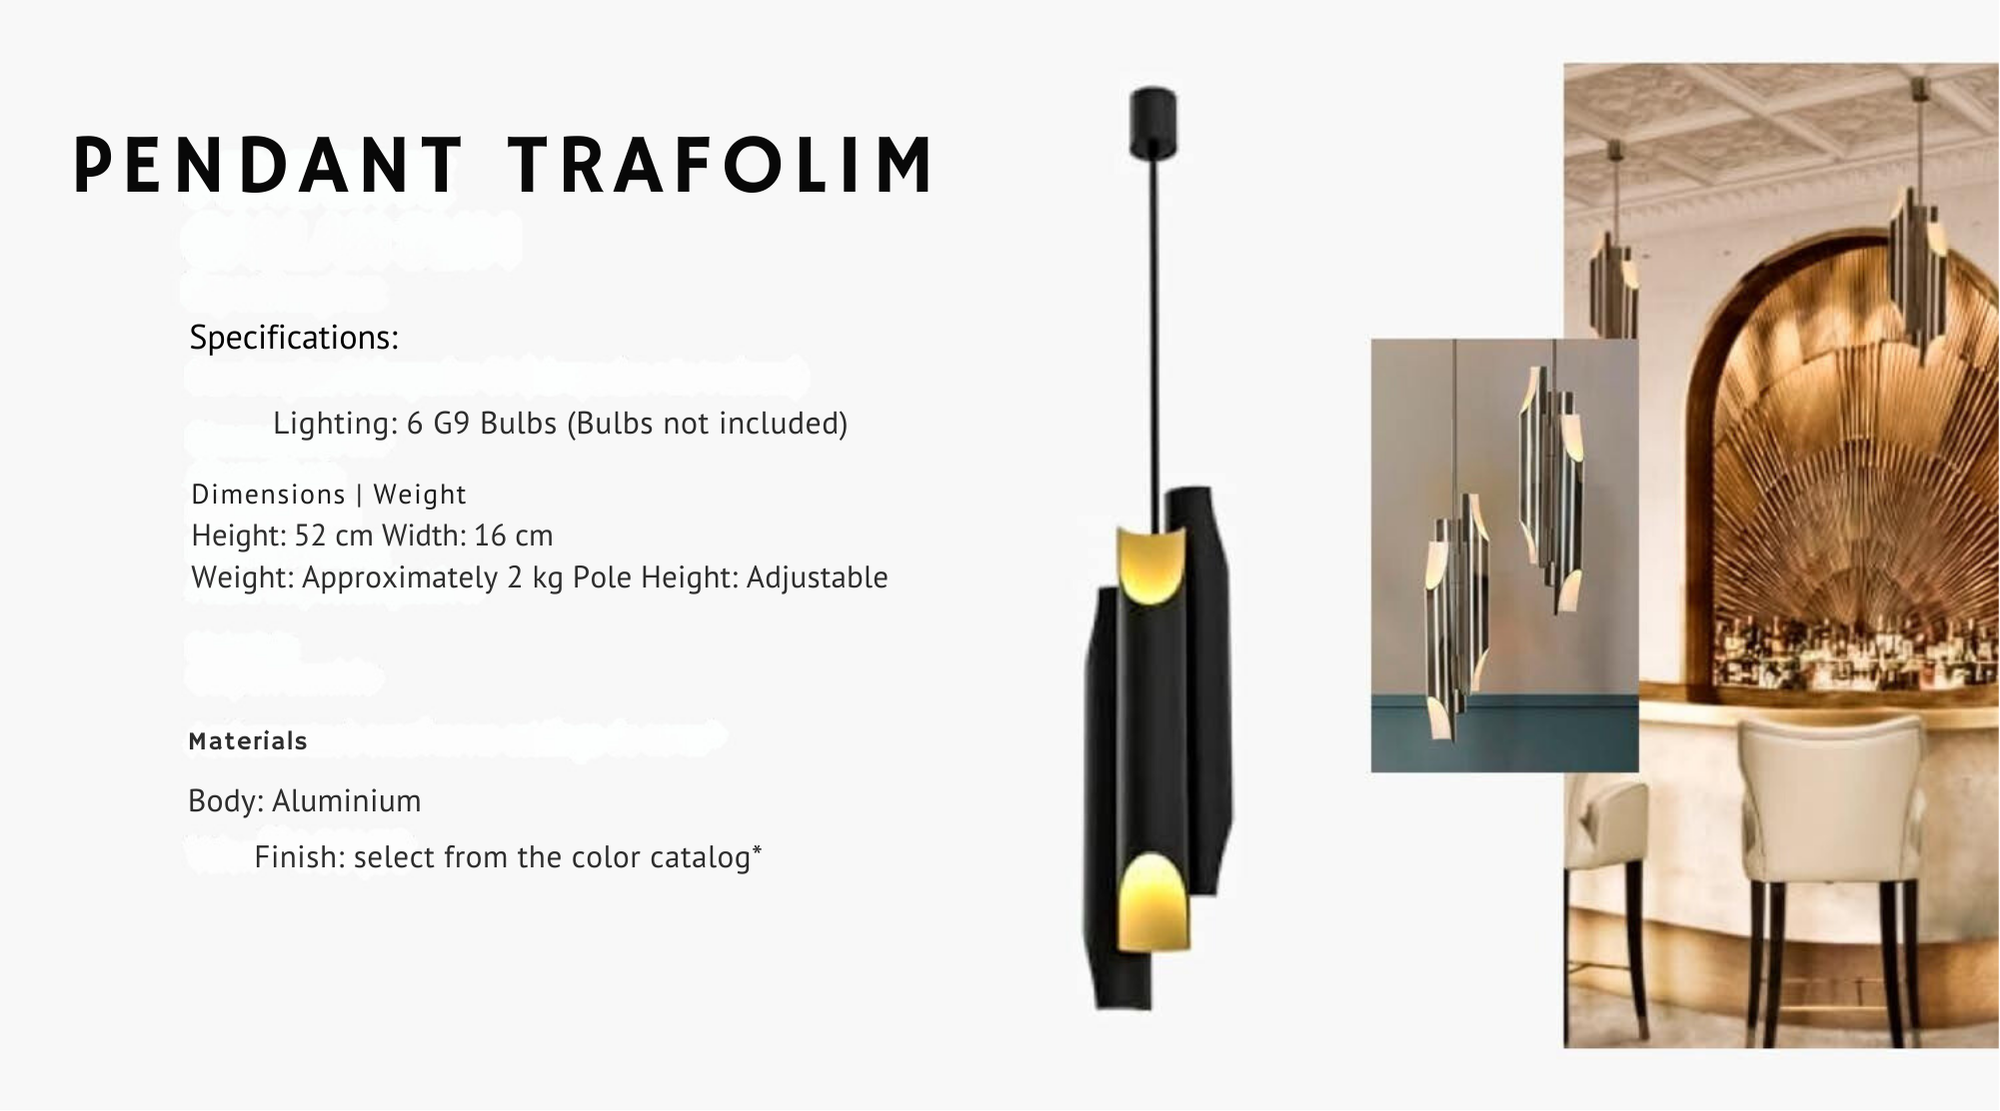 PENDANT TRAFOLIM
Specifications:
Lighting: 6 G9 Bulbs (Bulbs not included)
Dimensions | Weight
Height: 52 cm Width: 16 cm
Weight: Approximately 2 kg Pole Height: Adjustable
Materials
Body: Aluminium
Finish: select from the color catalog*